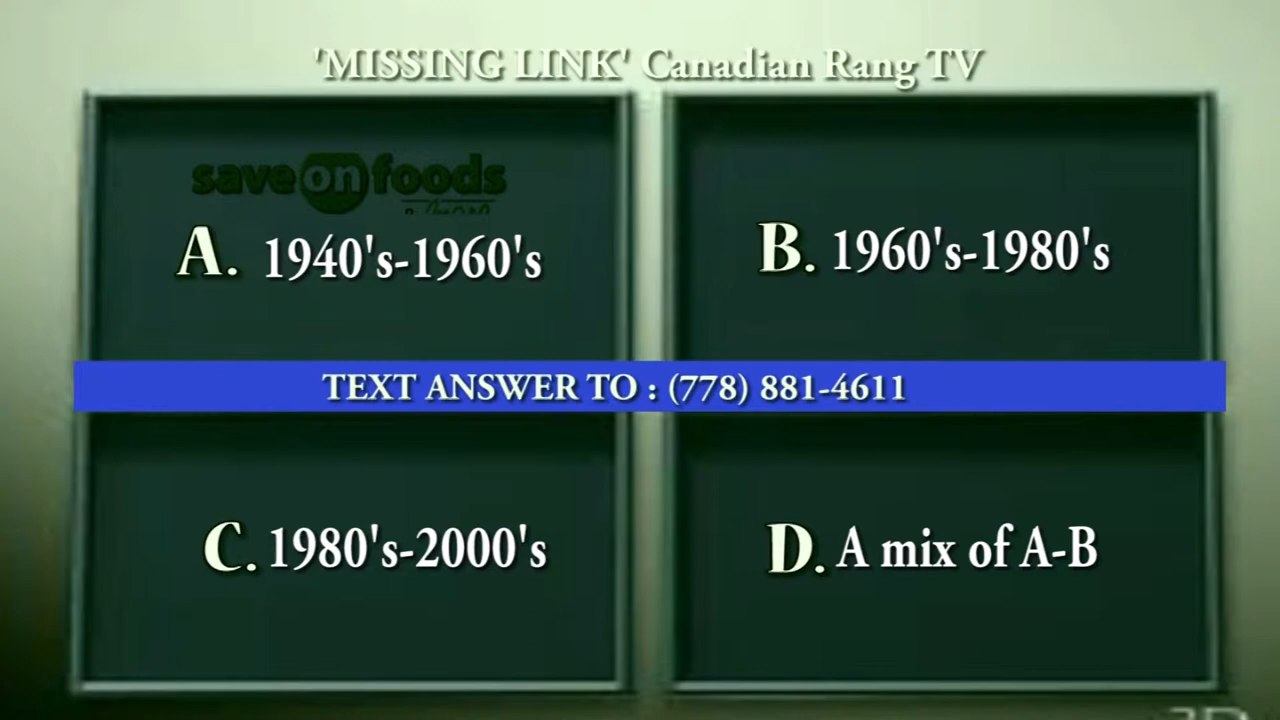 'MISSING LINK' Canadian Rang TV
save on foods
A. 1940's-1960's
B. 1960's-1980's
TEXT ANSWER TO : (778) 881-4611
C. 1980's-2000's
D. A mix of A-B